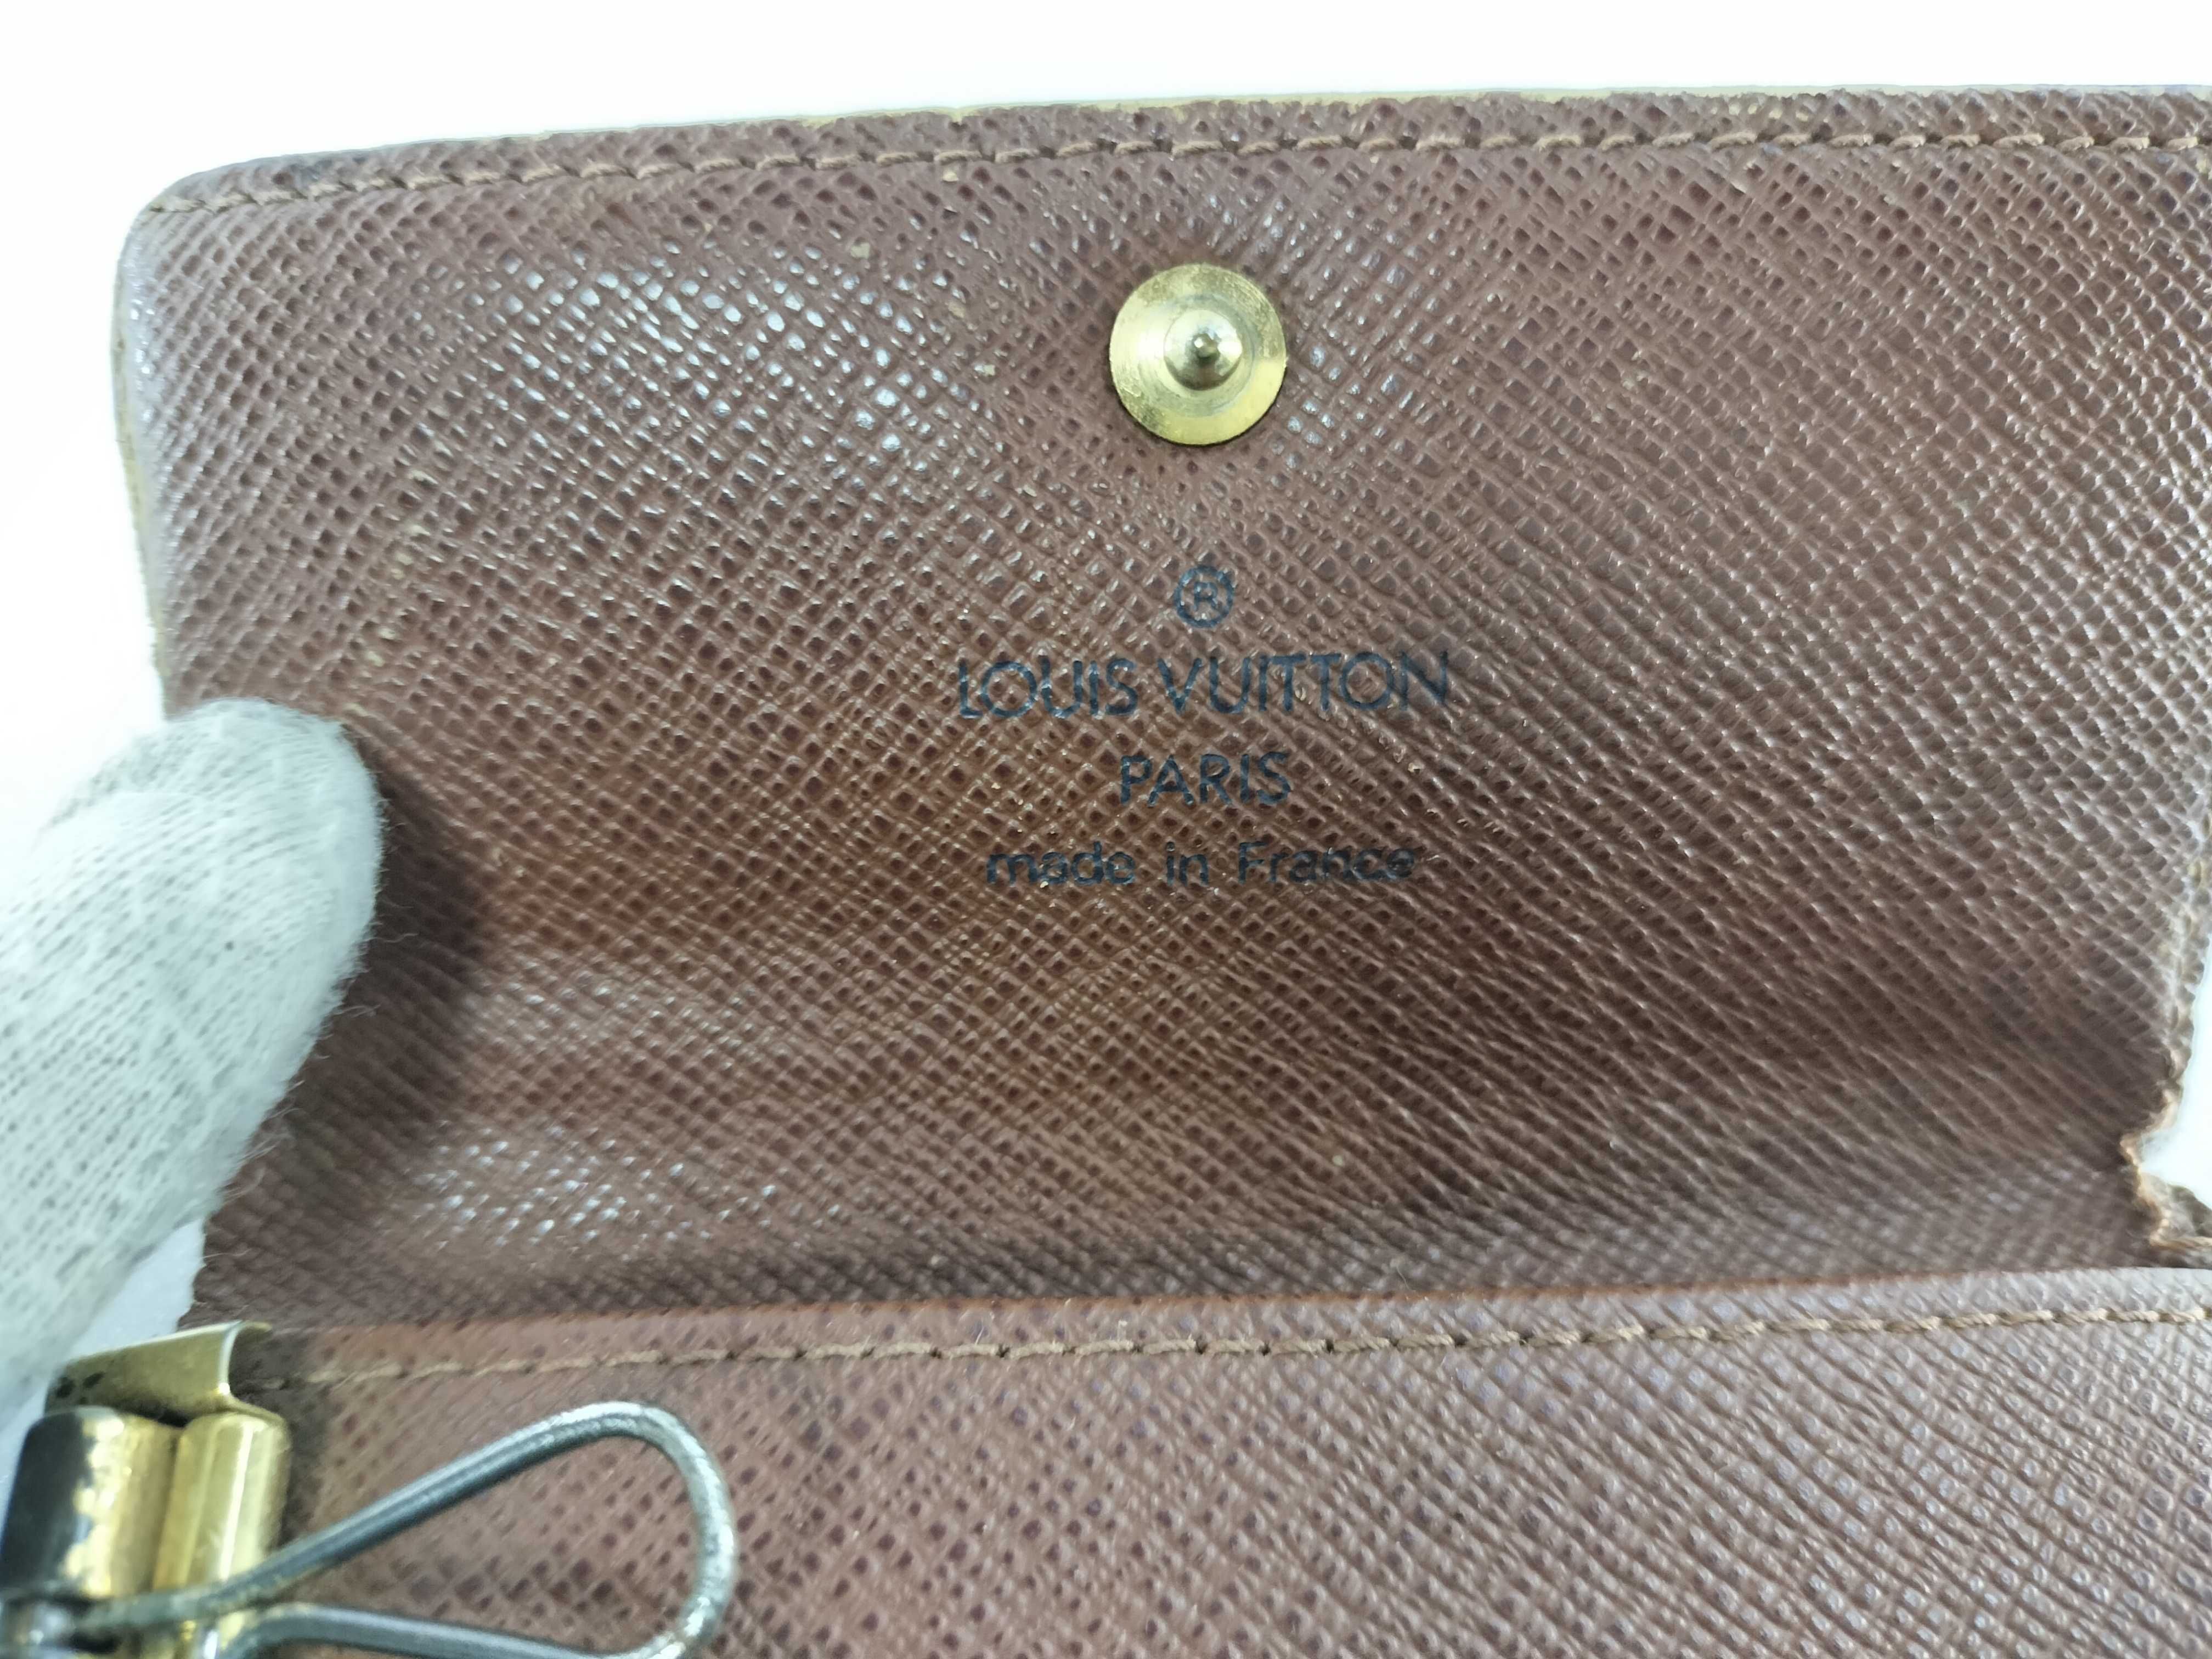 ®
LOUIS VUITTON
PARIS
made in France